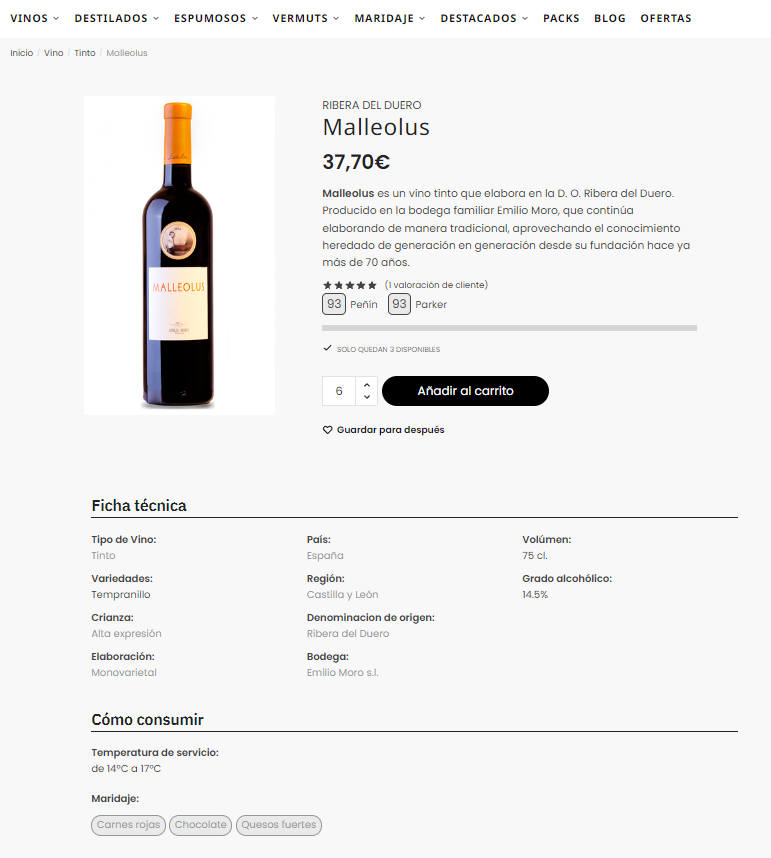 VINOS DESTILADOS ESPUMOSOS VERMUTS MARIDAJE DESTACADOS PACKS BLOG OFERTAS
Inicio / Vino / Tinto / Malleolus
RIBERA DEL DUERO
Malleolus
37,70€
Malleolus es un vino tinto que elabora en la D. O. Ribera del Duero.
Producido en la bodega familiar Emilio Moro, que continúa
elaborando de manera tradicional, aprovechando el conocimiento
heredado de generación en generación desde su fundación hace ya
más de 70 años.
(1 valoración de cliente)
93 Peñín 93 Parker
SOLO QUEDAN 3 DISPONIBLES
6 Añadir al carrito
Guardar para después
MALLEOLUS
Ficha técnica
Tipo de Vino: País: Volúmen:
Tinto España 75 cl.
Variedades: Región: Grado alcohólico:
Tempranillo Castilla y León 14.5%
Crianza: Denominacion de origen:
Alta expresión Ribera del Duero
Elaboración: Bodega:
Monovarietal Emilio Moro s.l.
Cómo consumir
Temperatura de servicio:
de 14ºC a 17ºC
Maridaje:
Carnes rojas Chocolate Quesos fuertes